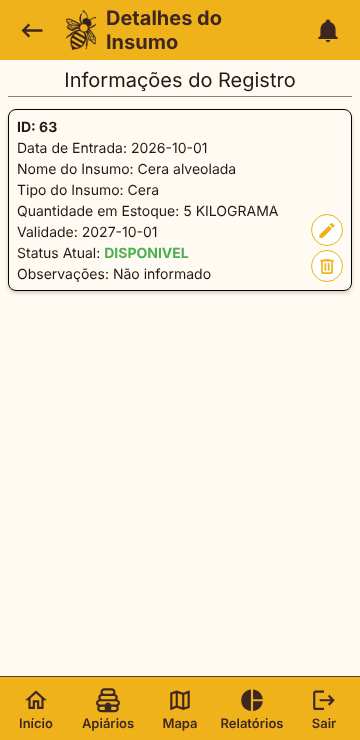 Detalhes do
Insumo
Informações do Registro
ID: 63
Data de Entrada: 2026-10-01
Nome do Insumo: Cera alveolada
Tipo do Insumo: Cera
Quantidade em Estoque: 5 KILOGRAMA
Validade: 2027-10-01
Status Atual: DISPONIVEL
Observações: Não informado
Início
Apiários
Mapa
Relatórios
Sair